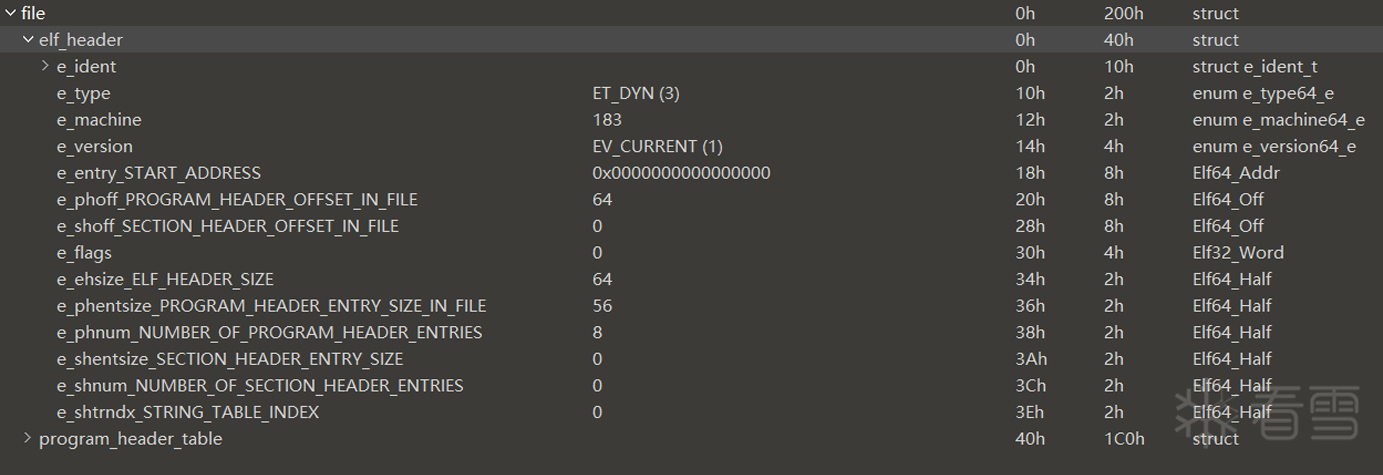 file 0h 200h struct
elf_header 0h 40h struct
e_ident 0h 10h struct e_ident_t
e_type ET_DYN (3) 10h 2h enum e_type64_e
e_machine 183 12h 2h enum e_machine64_e
e_version EV_CURRENT (1) 14h 4h enum e_version64_e
e_entry_START_ADDRESS 0x0000000000000000 18h 8h Elf64_Addr
e_phoff_PROGRAM_HEADER_OFFSET_IN_FILE 64 20h 8h Elf64_Off
e_shoff_SECTION_HEADER_OFFSET_IN_FILE 0 28h 8h Elf64_Off
e_flags 0 30h 4h Elf32_Word
e_ehsize_ELF_HEADER_SIZE 64 34h 2h Elf64_Half
e_phentsize_PROGRAM_HEADER_ENTRY_SIZE_IN_FILE 56 36h 2h Elf64_Half
e_phnum_NUMBER_OF_PROGRAM_HEADER_ENTRIES 8 38h 2h Elf64_Half
e_shentsize_SECTION_HEADER_ENTRY_SIZE 0 3Ah 2h Elf64_Half
e_shnum_NUMBER_OF_SECTION_HEADER_ENTRIES 0 3Ch 2h Elf64_Half
e_shtrndx_STRING_TABLE_INDEX 0 3Eh 2h Elf64_Half
program_header_table 40h 1C0h struct
看雪